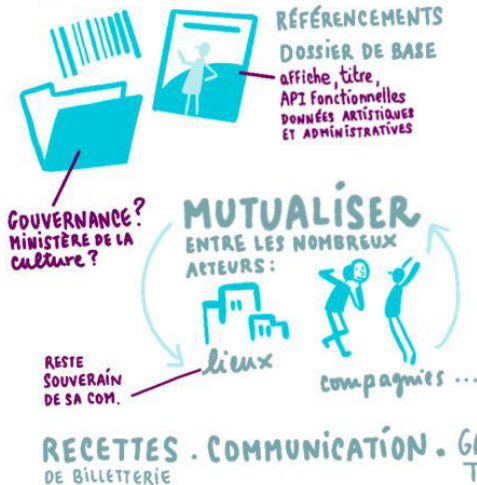 RÉFÉRENCEMENTS
DOSSIER DE BASE
affiche, titre,
API Fonctionnelles
DONNÉES ARTISTIQUES
ET ADMINISTRATIVES
GOUVERNANCE?
MINISTÈRE DE LA
culture?
MUTUALISER
ENTRE LES NOMBREUX
ACTEURS:
lieux
compagnies ...
RESTE
SOUVERAIN
DE SA COM.
RECETTES . COMMUNICATION .
DE BILLETTERIE